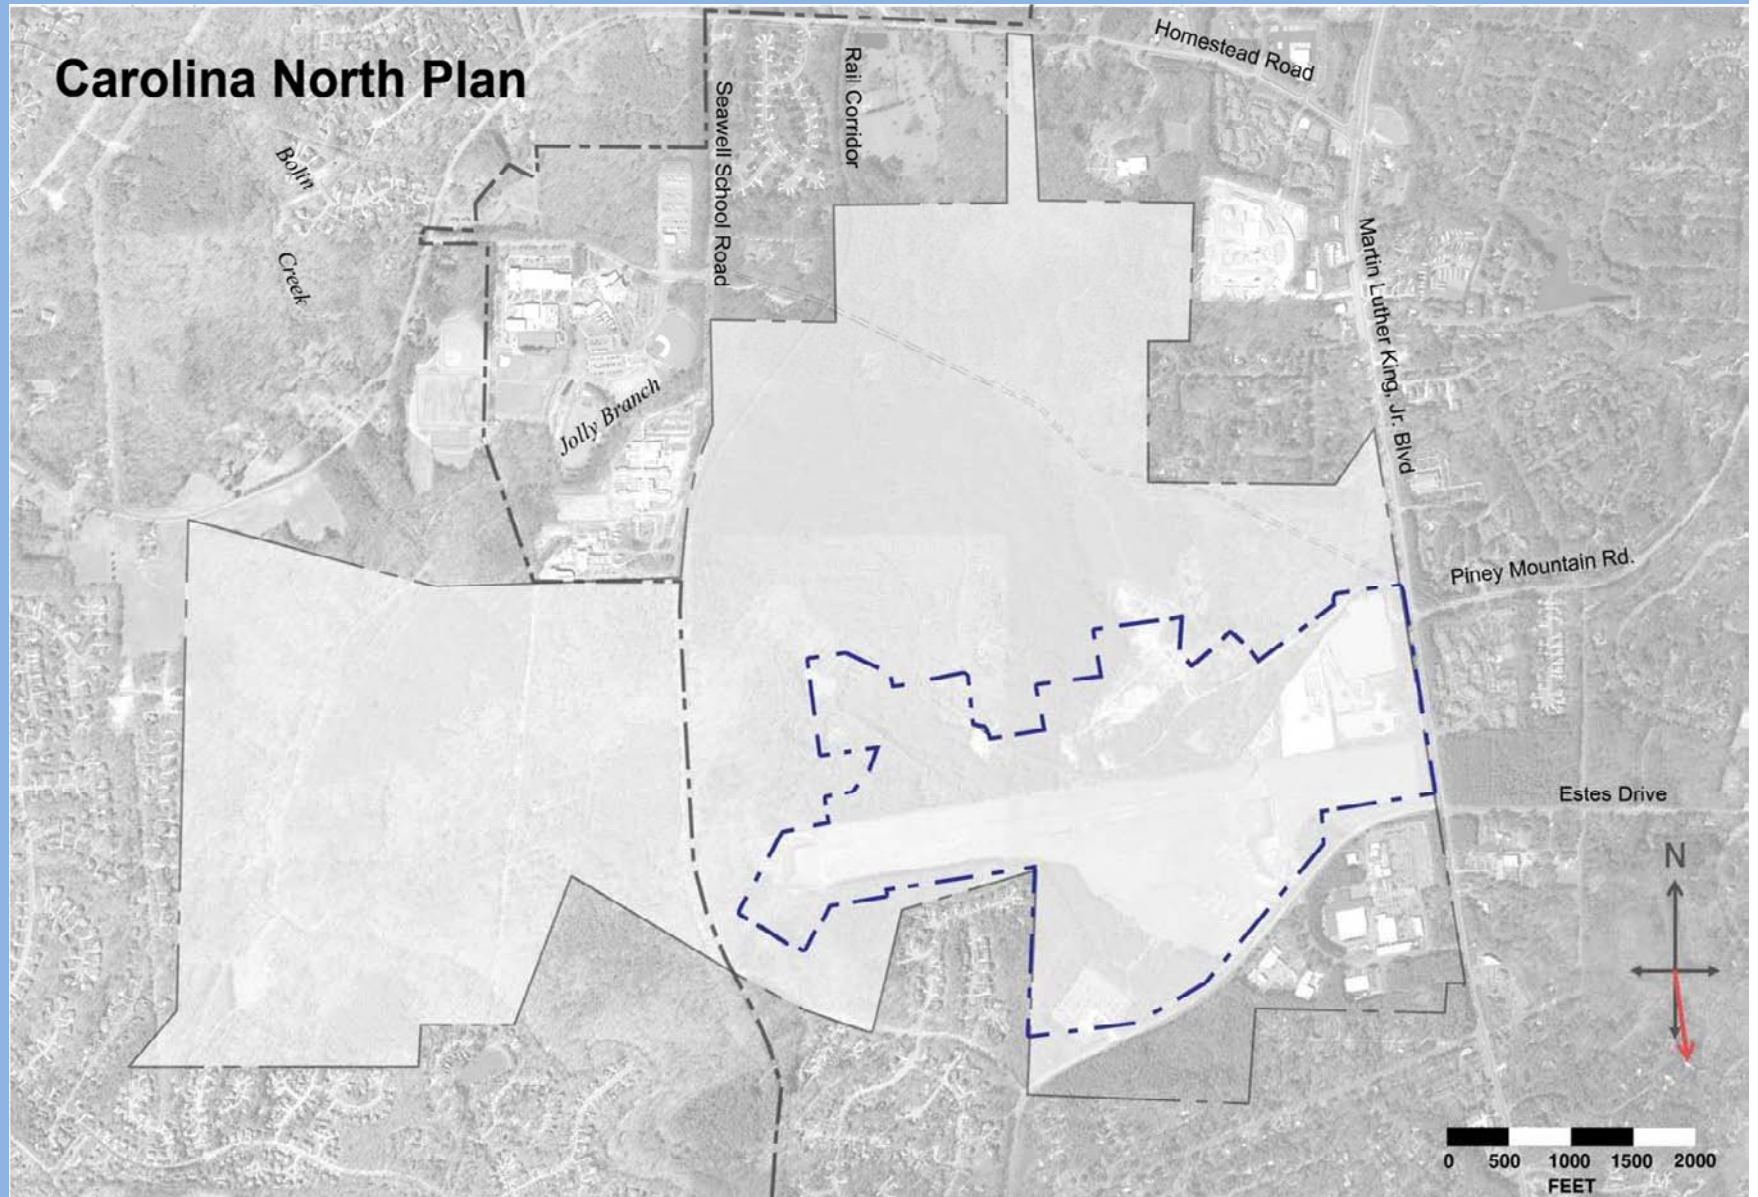 Carolina North Plan
Homestead Road
Rail Corridor
Seawell School Road
Bolin
Creek
Martin Luther King, Jr. Blvd
Jolly Branch
Piney Mountain Rd.
Estes Drive
N
0 500 1000 1500 2000
FEET